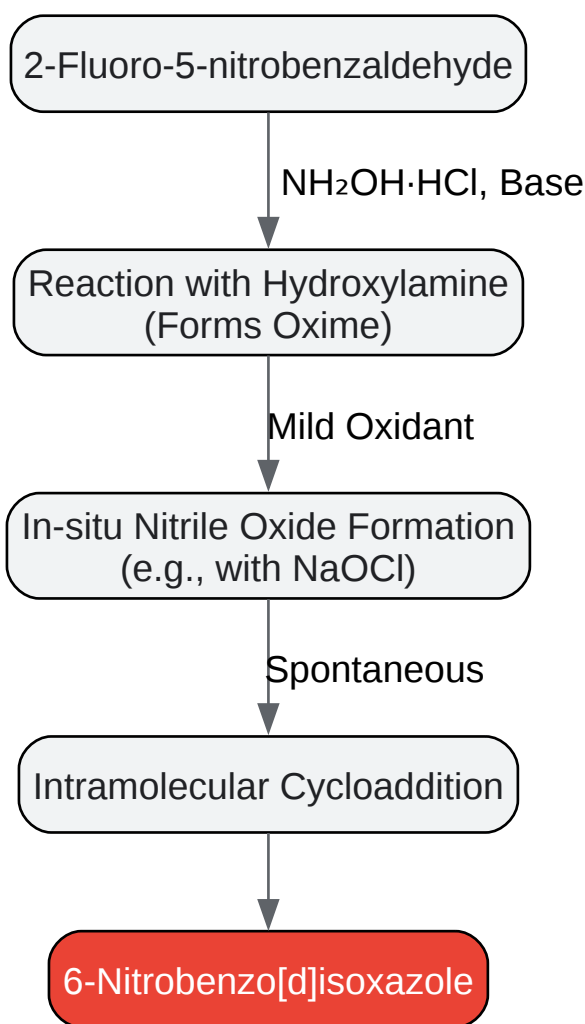 2-Fluoro-5-nitrobenzaldehyde
NH₂OH·HCl, Base
Reaction with Hydroxylamine
(Forms Oxime)
Mild Oxidant
In-situ Nitrile Oxide Formation
(e.g., with NaOCl)
Spontaneous
Intramolecular Cycloaddition
6-Nitrobenzo[d]isoxazole